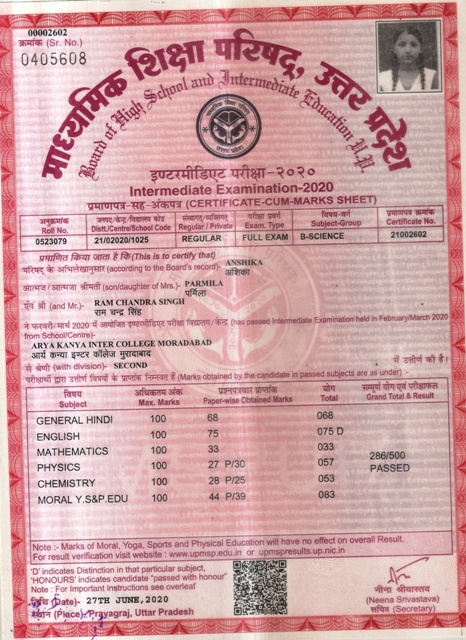 00002602
क्रमांक (Sr. No.)
0405608
माध्यमिक शिक्षा परिषद, उत्तर प्रदेश
Board of High School and Intermediate Education U.P.
इण्टरमीडिएट परीक्षा-२०२०
Intermediate Examination-2020
प्रमाणपत्र-सह-अंकपत्र (CERTIFICATE-CUM-MARKS SHEET)
अनुक्रमांक जनपद/केन्द्र/विद्यालय कोड संस्थागत/व्यक्तिगत परीक्षा प्रकार विषय-वर्ग प्रमाणपत्र क्रमांक
Roll No. Distt./Centre/School Code Regular / Private Exam. Type Subject-Group Certificate No.
0523079 21/02020/1025 REGULAR FULL EXAM B-SCIENCE 21002602
प्रमाणित किया जाता है कि(This is to certify that)
परिषद के अभिलेखानुसार (according to the Board's record)- ANSHIKA
अंशिका
आत्मज / आत्मजा श्रीमती (son/daughter of Mrs.)- PARMILA
पर्मिला
एवं श्री (and Mr.)- RAM CHANDRA SINGH
राम चन्द्र सिंह
ने फरवरी/मार्च 2020 में आयोजित इण्टरमीडिएट परीक्षा विद्यालय/केन्द्र (has passed Intermediate Examination held in February/March 2020
from School/Centre)-
ARYA KANYA INTER COLLEGE MORADABAD
आर्य कन्या इण्टर कॉलेज मुरादाबाद
से श्रेणी (with division)- SECOND में उत्तीर्ण की है।
परीक्षार्थी द्वारा उत्तीर्ण विषयों के प्राप्तांक निम्नवत हैं (Marks obtained by the candidate in passed subjects are as under) :-
विषय अधिकतम अंक प्रश्नपत्रवार प्राप्तांक योग सम्पूर्ण योग एवं परीक्षाफल
Subject Max. Marks Paper-wise Obtained Marks Total Grand Total & Result
GENERAL HINDI 100 68 068
ENGLISH 100 75 075 D
MATHEMATICS 100 33 033 286/500
PHYSICS 100 27 P/30 057 PASSED
CHEMISTRY 100 28 P/25 053
MORAL Y.S&P.EDU 100 44 P/39 083
Note :- Marks of Moral, Yoga, Sports and Physical Education will have no effect on overall Result.
For result verification visit website : www.upmsp.edu.in or upmspresults.up.nic.in
'D' indicates Distinction in that particular subject,
'HONOURS' indicates candidate "passed with honour"
Note : For Important Instructions see overleaf
तिथि (Date)- 27TH JUNE, 2020
स्थान (Place)- Prayagraj, Uttar Pradesh
नीना श्रीवास्तव
(Neena Srivastava)
सचिव (Secretary)